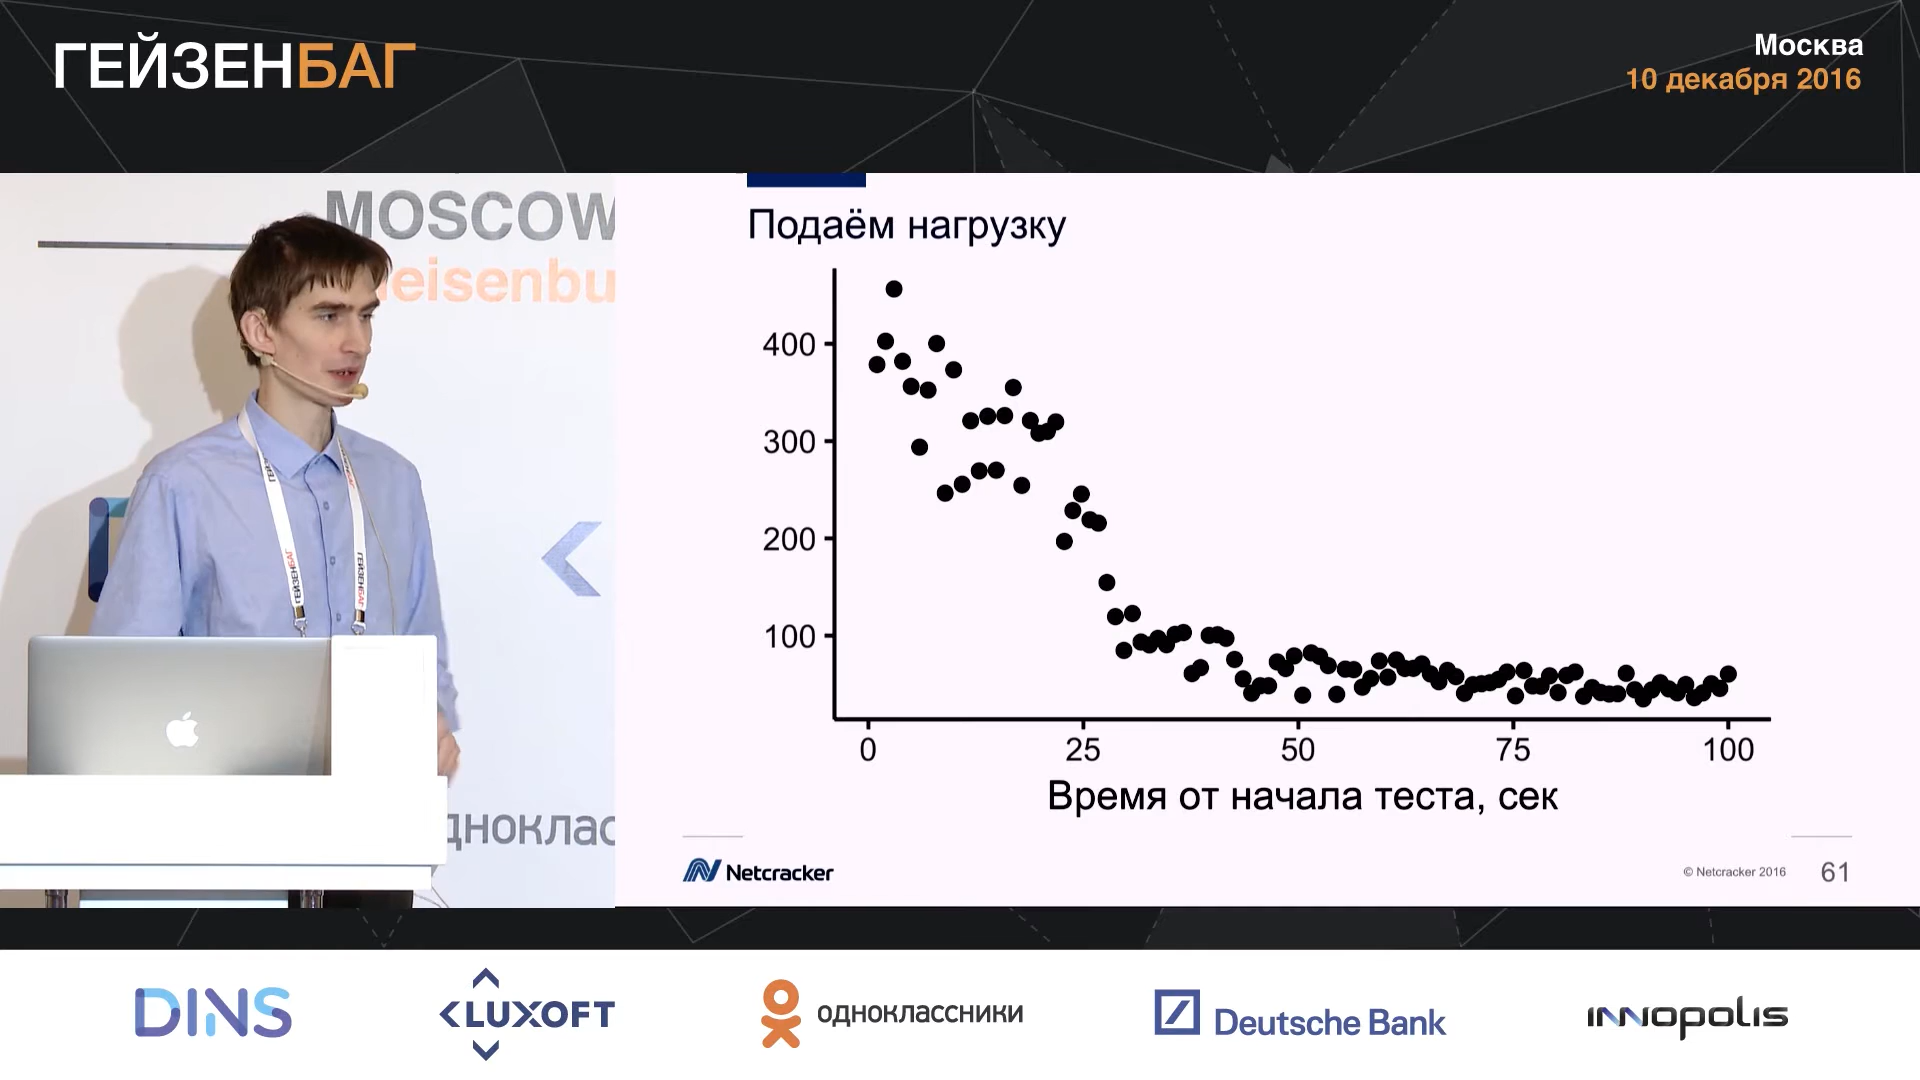 ГЕЙЗЕНБАГ
Москва
10 декабря 2016
MOSCOW
eisenbu
дноклас
Подаём нагрузку
400
300
200
100
0 25 50 75 100
Время от начала теста, сек
Netcracker
© Netcracker 2016
61
DINS
LUXOFT
одноклассники
Deutsche Bank
INNOPOLIS